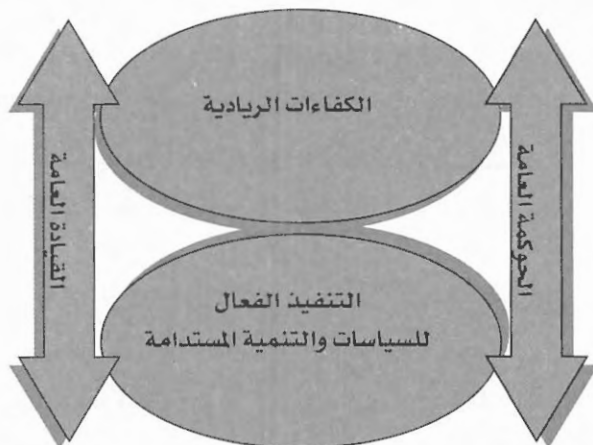 الكفاءات الريادية
الحوكمة العامة
القيادة العامة
التنفيذ الفعال
للسياسات والتنمية المستدامة